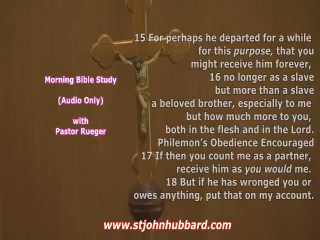 Morning Bible Study
(Audio Only)
with
Pastor Rueger
15 For perhaps he departed for a while
for this purpose, that you
might receive him forever,
16 no longer as a slave
but more than a slave
a beloved brother, especially to me
but how much more to you,
both in the flesh and in the Lord.
Philemon's Obedience Encouraged
17 If then you count me as a partner,
receive him as you would me.
18 But if he has wronged you or
owes anything, put that on my account.
www.stjohnhubbard.com